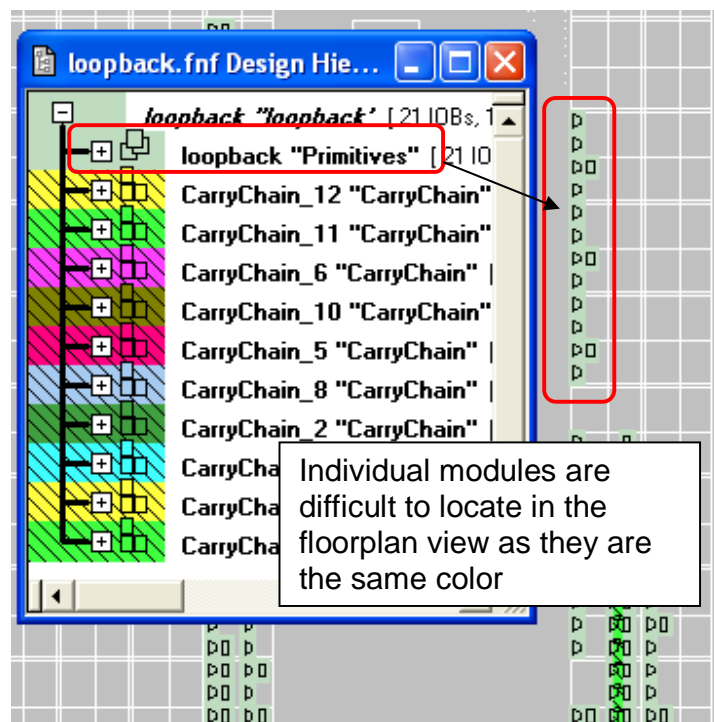 loopback.fnf Design Hie...
loopback "loopback" [ 21 IOBs, 1
loopback "Primitives" [ 21 IO
CarryChain_12 "CarryChain"
CarryChain_11 "CarryChain"
CarryChain_6 "CarryChain" [
CarryChain_10 "CarryChain"
CarryChain_5 "CarryChain" [
CarryChain_8 "CarryChain" [
CarryChain_2 "CarryChain" [
CarryCha
CarryCha
CarryCha
Individual modules are
difficult to locate in the
floorplan view as they are
the same color